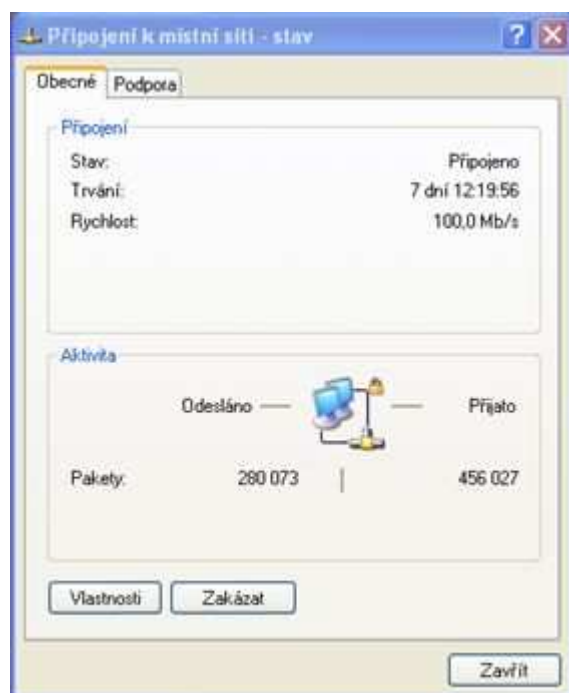 Připojení k místní síti - stav
Obecné Podpora
Připojení
Stav: Připojeno
Trvání: 7 dní 12:19:56
Rychlost: 100,0 Mb/s
Aktivita
Odesláno Přijato
Pakety: 280 073 456 027
Vlastnosti Zakázat
Zavřít